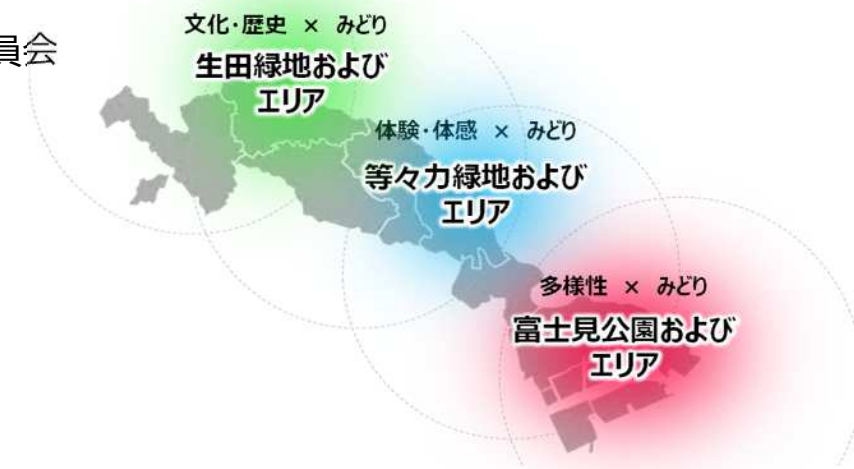 員会
文化・歴史 × みどり
生田緑地および
エリア
体験・体感 × みどり
等々力緑地および
エリア
多様性 × みどり
富士見公園および
エリア